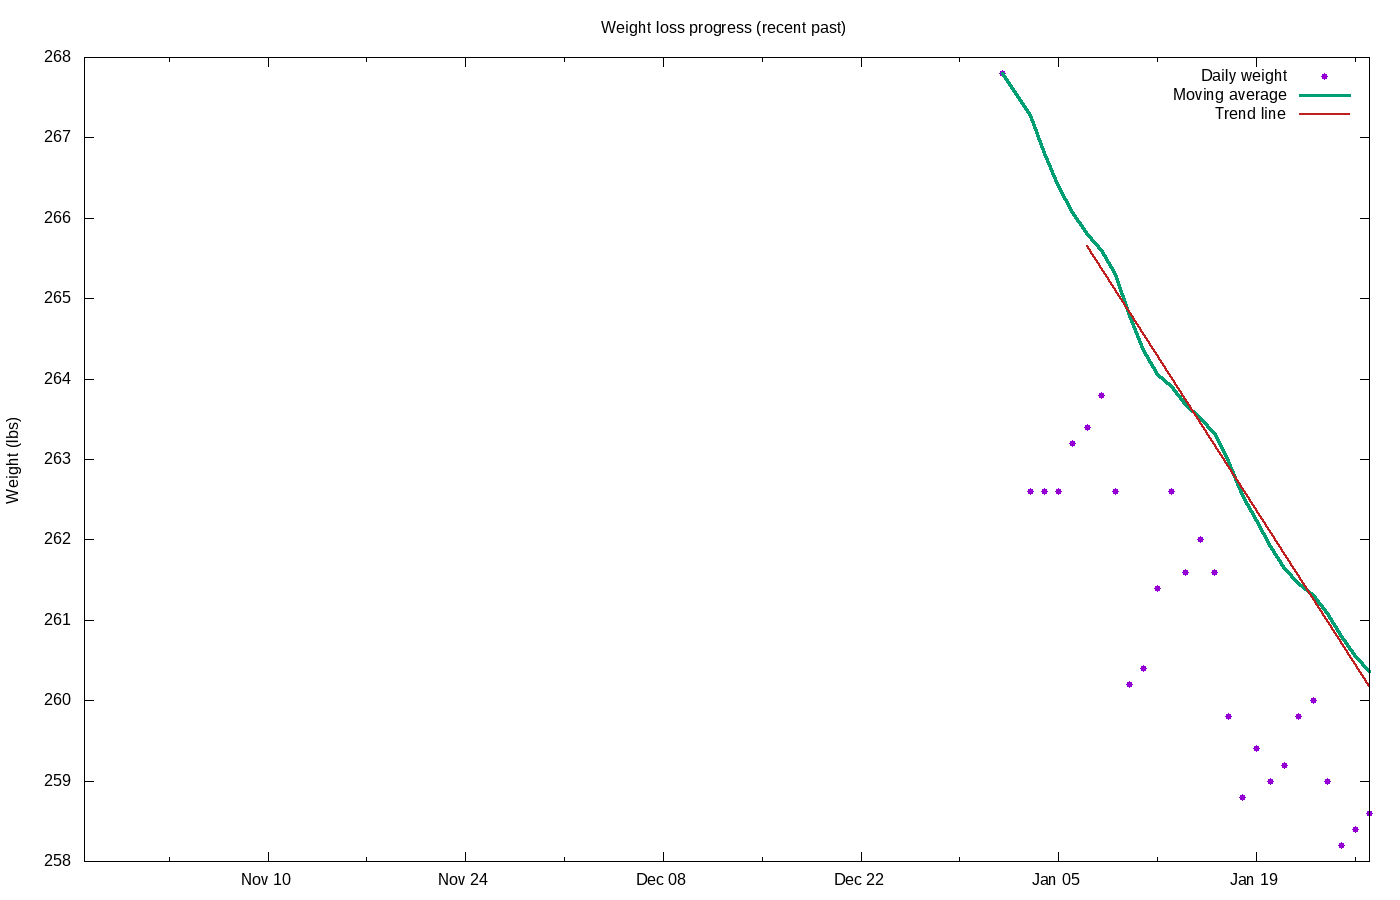 Weight loss progress (recent past)
Daily weight
Moving average
Trend line
268
267
266
265
264
263
262
261
260
259
258
Weight (lbs)
Nov 10 Nov 24 Dec 08 Dec 22 Jan 05 Jan 19